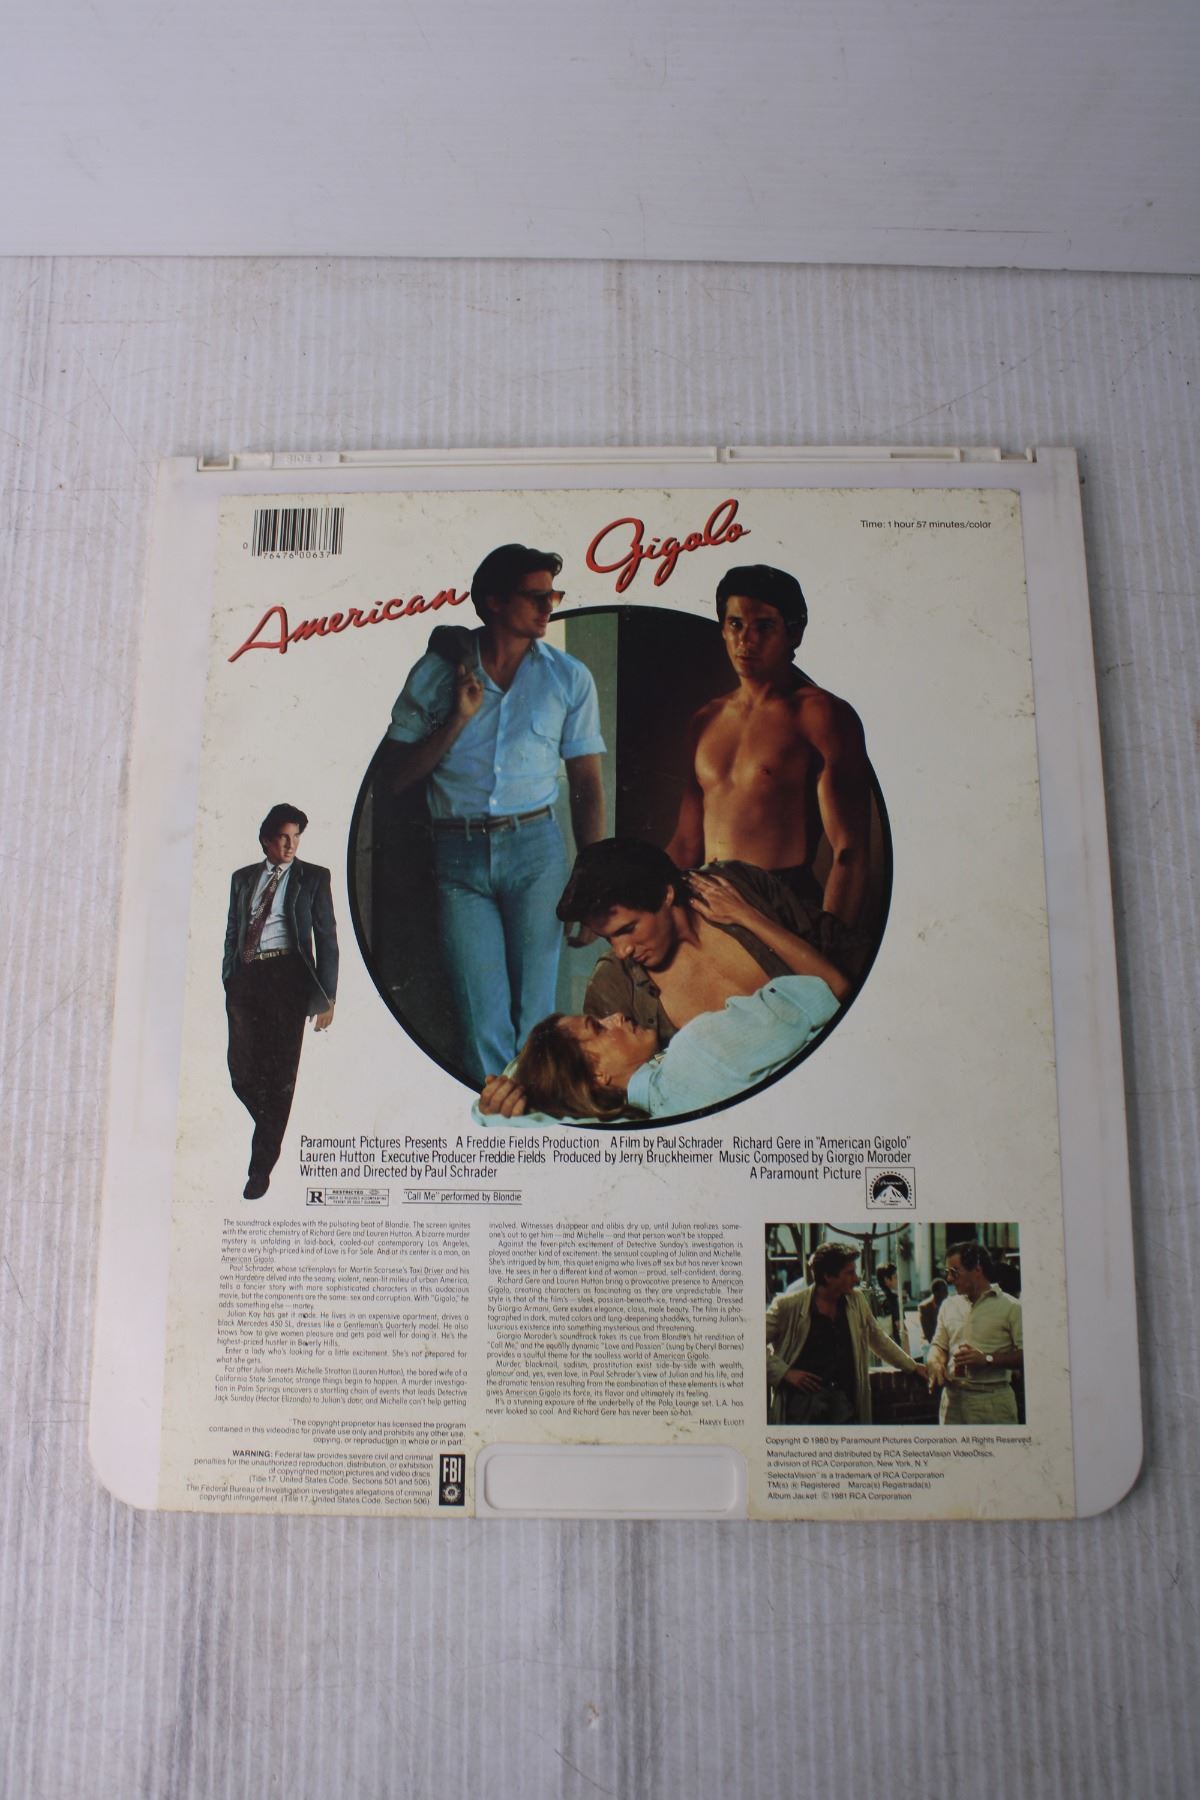 SIDE 1
0 76476 00637
American Gigolo
Time: 1 hour 57 minutes/color
Paramount Pictures Presents A Freddie Fields Production A Film by Paul Schrader Richard Gere in "American Gigolo"
Lauren Hutton Executive Producer Freddie Fields Produced by Jerry Bruckheimer Music Composed by Giorgio Moroder
Written and Directed by Paul Schrader
A Paramount Picture
R RESTRICTED
"Call Me" performed by Blondie
Paramount
The soundtrack explodes with the pulsating beat of Blondie. The screen ignites
with the erotic chemistry of Richard Gere and Lauren Hutton. A bizarre murder
mystery is unfolding in laid-back, cooled-out contemporary Los Angeles,
where a very high-priced kind of Love is For Sale. And at its center is a man, an
American Gigolo.
Paul Schrader, whose screenplays for Martin Scorsese's Taxi Driver and his
own Hardcore delved into the seamy, violent, neon-lit milieu of urban America,
tells a fancier story with more sophisticated characters in this audacious
movie, but the components are the same: sex and corruption. With "Gigolo," he
adds something else—money.
Julian Kay has got it made. He lives in an expensive apartment, drives a
black Mercedes 450 SL, dresses like a Gentleman's Quarterly model. He also
knows how to give women pleasure and gets paid well for doing it. He's the
highest-priced hustler in Beverly Hills.
Enter a lady who's looking for a little excitement. She's not prepared for
what she gets.
For after Julian meets Michelle Stratton (Lauren Hutton), the bored wife of a
California State Senator, strange things begin to happen. A murder investiga-
tion in Palm Springs uncovers a startling chain of events that leads Detective
Jack Sunday (Hector Elizondo) to Julian's door, and Michelle can't help getting
involved. Witnesses disappear and alibis dry up, until Julian realizes some-
one's out to get him—and Michelle—and that person won't be stopped.
Against the fever-pitch excitement of Detective Sunday's investigation is
played another kind of excitement: the sensual coupling of Julian and Michelle.
She's intrigued by him, this quiet enigma who lives off sex but has never known
love. He sees in her a different kind of woman—proud, self-confident, daring.
Richard Gere and Lauren Hutton bring a provocative presence to American
Gigolo, creating characters as fascinating as they are unpredictable. Their
style is that of the film's—sleek, passion-beneath-ice, trend-setting. Dressed
by Giorgio Armani, Gere exudes elegance, class, male beauty. The film is pho-
tographed in dark, muted colors and long-deepening shadows, turning Julian's
luxurious existence into something mysterious and threatening.
Giorgio Moroder's soundtrack takes its cue from Blondie's hit rendition of
"Call Me," and the equally dynamic "Love and Passion" (sung by Cheryl Barnes)
provides a soulful theme for the soulless world of American Gigolo.
Murder, blackmail, sadism, prostitution exist side-by-side with wealth,
glamour and, yes, even love, in Paul Schrader's view of Julian and his life, and
the dramatic tension resulting from the combination of these elements is what
gives American Gigolo its force, its flavor and ultimately its feeling.
It's a stunning exposure of the underbelly of the Polo Lounge set. L.A. has
never looked so cool. And Richard Gere has never been so hot.
—HARVEY ELLIOTT
"The copyright proprietor has licensed the program
contained in this videodisc for private use only and prohibits any other use,
copying, or reproduction in whole or in part."
WARNING: Federal law provides severe civil and criminal
penalties for the unauthorized reproduction, distribution, or exhibition
of copyrighted motion pictures and video discs.
(Title 17, United States Code, Sections 501 and 506).
The Federal Bureau of Investigation investigates allegations of criminal
copyright infringement. (Title 17, United States Code, Section 506).
FBI
Copyright © 1980 by Paramount Pictures Corporation. All Rights Reserved.
Manufactured and distributed by RCA SelectaVision VideoDiscs,
a division of RCA Corporation, New York, N.Y.
"SelectaVision" is a trademark of RCA Corporation
TM(s) ® Registered Marca(s) Registrada(s)
Album Jacket: © 1981 RCA Corporation